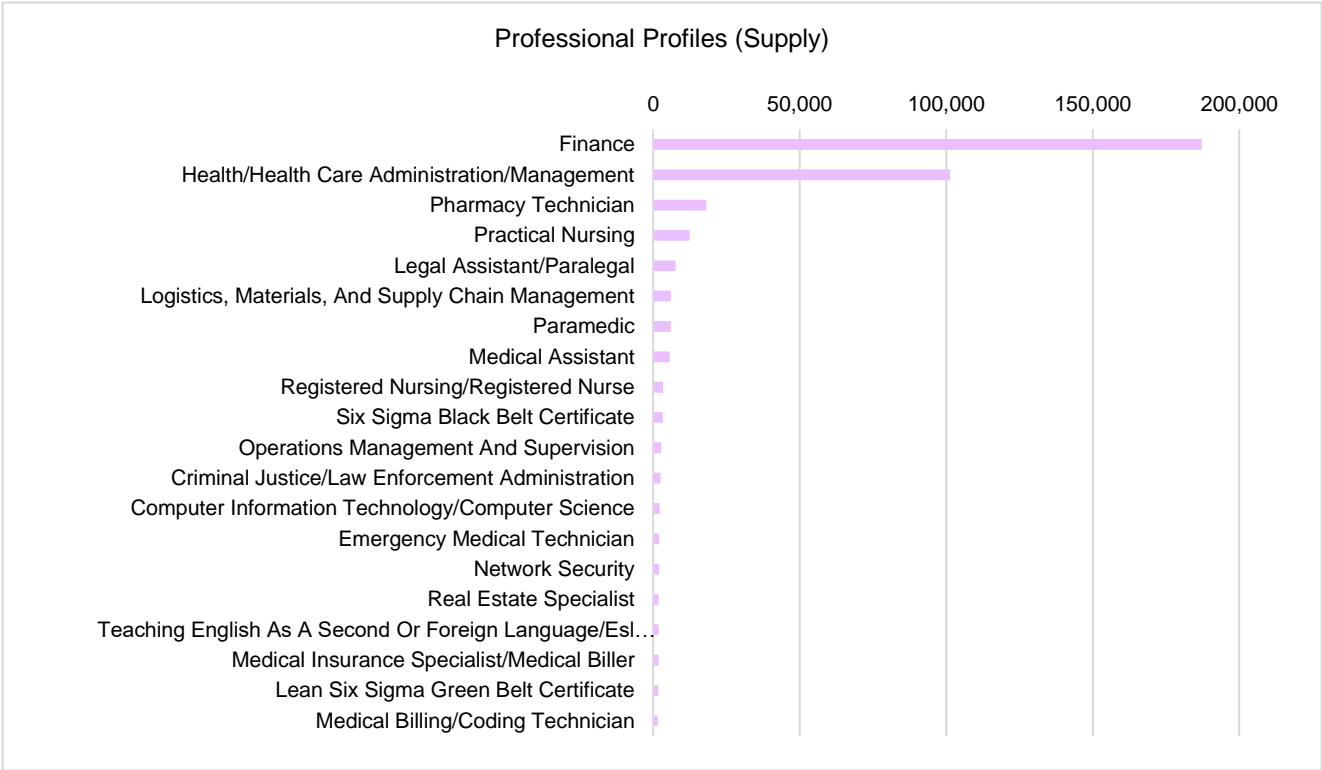 Professional Profiles (Supply)
0 50,000 100,000 150,000 200,000
Finance
Health/Health Care Administration/Management
Pharmacy Technician
Practical Nursing
Legal Assistant/Paralegal
Logistics, Materials, And Supply Chain Management
Paramedic
Medical Assistant
Registered Nursing/Registered Nurse
Six Sigma Black Belt Certificate
Operations Management And Supervision
Criminal Justice/Law Enforcement Administration
Computer Information Technology/Computer Science
Emergency Medical Technician
Network Security
Real Estate Specialist
Teaching English As A Second Or Foreign Language/Esl…
Medical Insurance Specialist/Medical Biller
Lean Six Sigma Green Belt Certificate
Medical Billing/Coding Technician